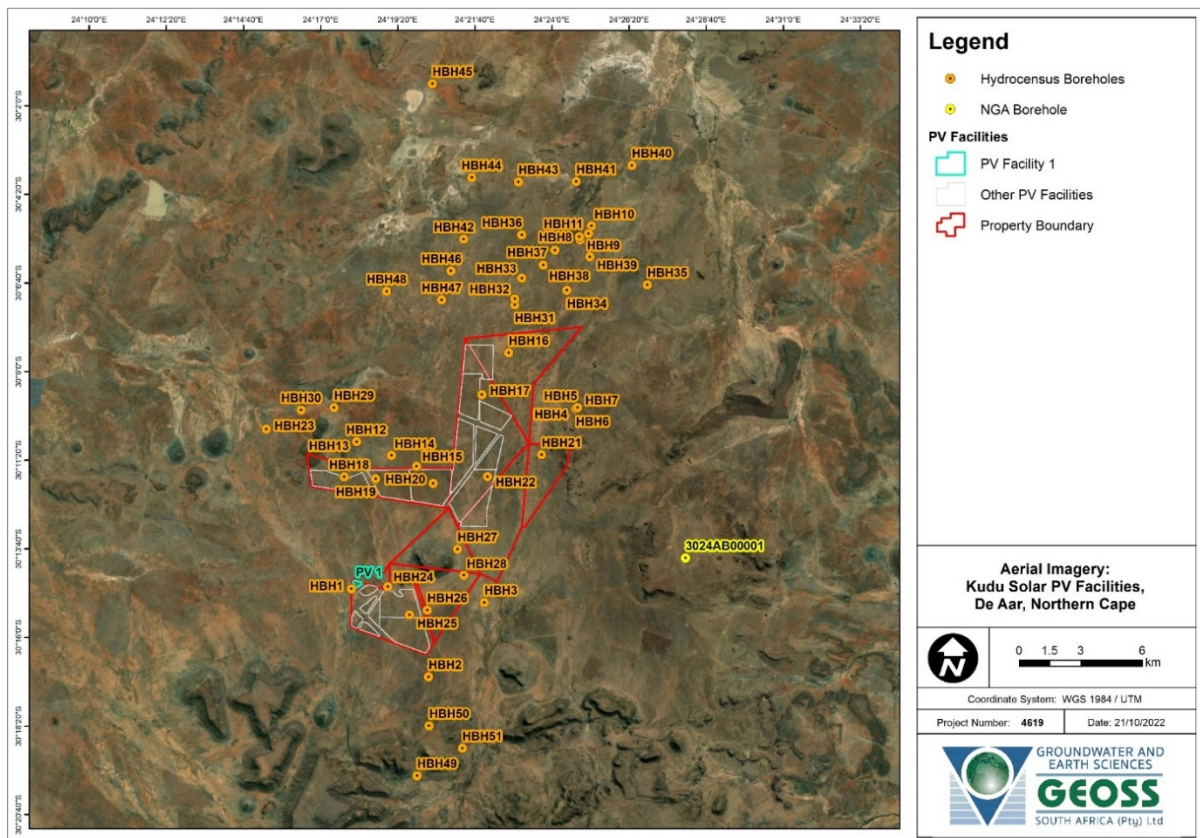 24°10'0"E
24°12'20"E
24°14'40"E
24°17'0"E
24°19'20"E
24°21'40"E
24°24'0"E
24°26'20"E
24°28'40"E
24°31'0"E
24°33'20"E
30°2'0"S
30°4'20"S
30°6'40"S
30°9'0"S
30°11'20"S
30°13'40"S
30°16'0"S
30°18'20"S
30°20'40"S
HBH45
HBH40
HBH44
HBH43
HBH41
HBH10
HBH36
HBH11
HBH42
HBH8
HBH9
HBH37
HBH46
HBH39
HBH33
HBH38
HBH35
HBH48
HBH47
HBH32
HBH34
HBH31
HBH16
HBH17
HBH30
HBH29
HBH5
HBH7
HBH4
HBH6
HBH23
HBH12
HBH13
HBH14
HBH21
HBH15
HBH18
HBH20
HBH22
HBH19
HBH27
3024AB00001
HBH28
PV 1
HBH1
HBH24
HBH3
HBH26
HBH25
HBH2
HBH50
HBH51
HBH49
Legend
Hydrocensus Boreholes
NGA Borehole
PV Facilities
PV Facility 1
Other PV Facilities
Property Boundary
Aerial Imagery:
Kudu Solar PV Facilities,
De Aar, Northern Cape
N
0 1.5 3 6
km
Coordinate System: WGS 1984 / UTM
Project Number: 4619
Date: 21/10/2022
GROUNDWATER AND
EARTH SCIENCES
GEOSS
SOUTH AFRICA (Pty) Ltd